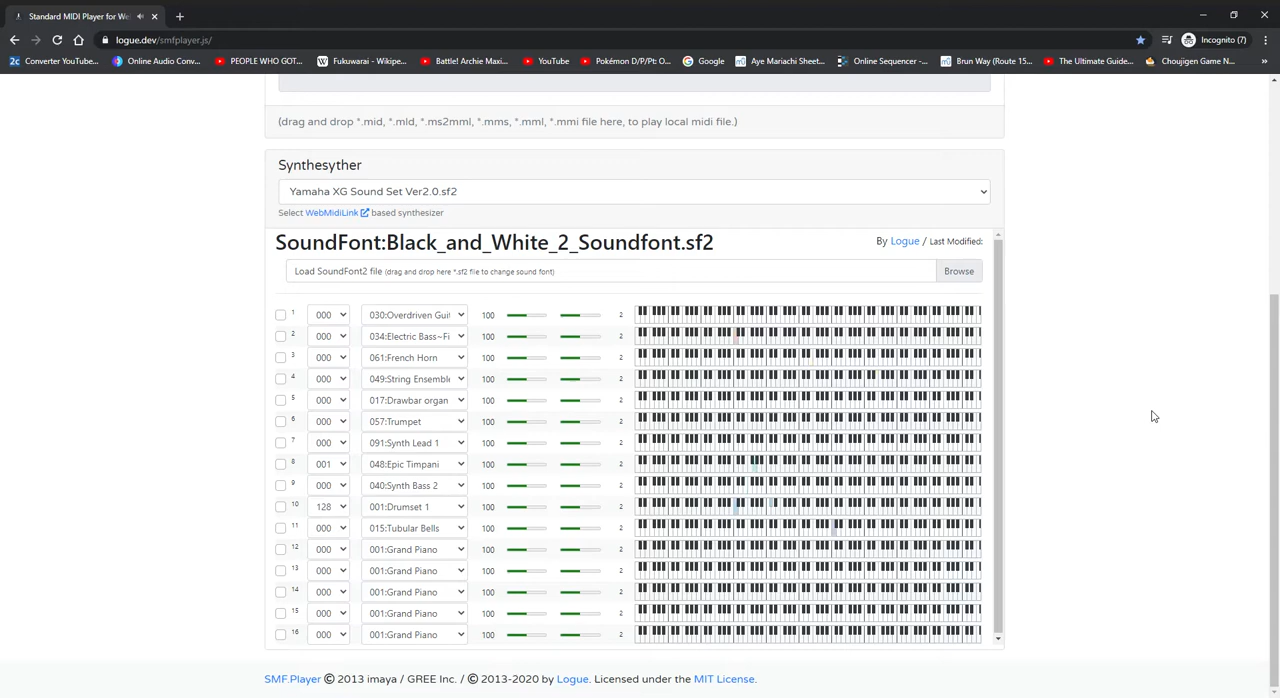 Standard MIDI Player for We
logue.dev/smfplayer.js/
Incognito (7)
Converter YouTube...
Online Audio Conv...
PEOPLE WHO GOT...
Fukuwarai - Wikipe...
Battle! Archie Maxi...
YouTube
Pokémon D/P/Pt: O...
Google
Aye Mariachi Sheet...
Online Sequencer -...
Brun Way (Route 15...
The Ultimate Guide...
Choujigen Game N...
(drag and drop *.mid, *.mld, *.ms2mml, *.mms, *.mml, *.mmi file here, to play local midi file.)
Synthesyther
Yamaha XG Sound Set Ver2.0.sf2
Select WebMidiLink based synthesizer
SoundFont:Black_and_White_2_Soundfont.sf2
By Logue / Last Modified:
Load SoundFont2 file (drag and drop here *.sf2 file to change sound font)
Browse
1 000 030:Overdriven Guit 100 2
2 000 034:Electric Bass~Fi 100 2
3 000 061:French Horn 100 2
4 000 049:String Ensemble 100 2
5 000 017:Drawbar organ 100 2
6 000 057:Trumpet 100 2
7 000 091:Synth Lead 1 100 2
8 001 048:Epic Timpani 100 2
9 000 040:Synth Bass 2 100 2
10 128 001:Drumset 1 100 2
11 000 015:Tubular Bells 100 2
12 000 001:Grand Piano 100 2
13 000 001:Grand Piano 100 2
14 000 001:Grand Piano 100 2
15 000 001:Grand Piano 100 2
16 000 001:Grand Piano 100 2
SMF.Player © 2013 imaya / GREE Inc. / © 2013-2020 by Logue. Licensed under the MIT License.